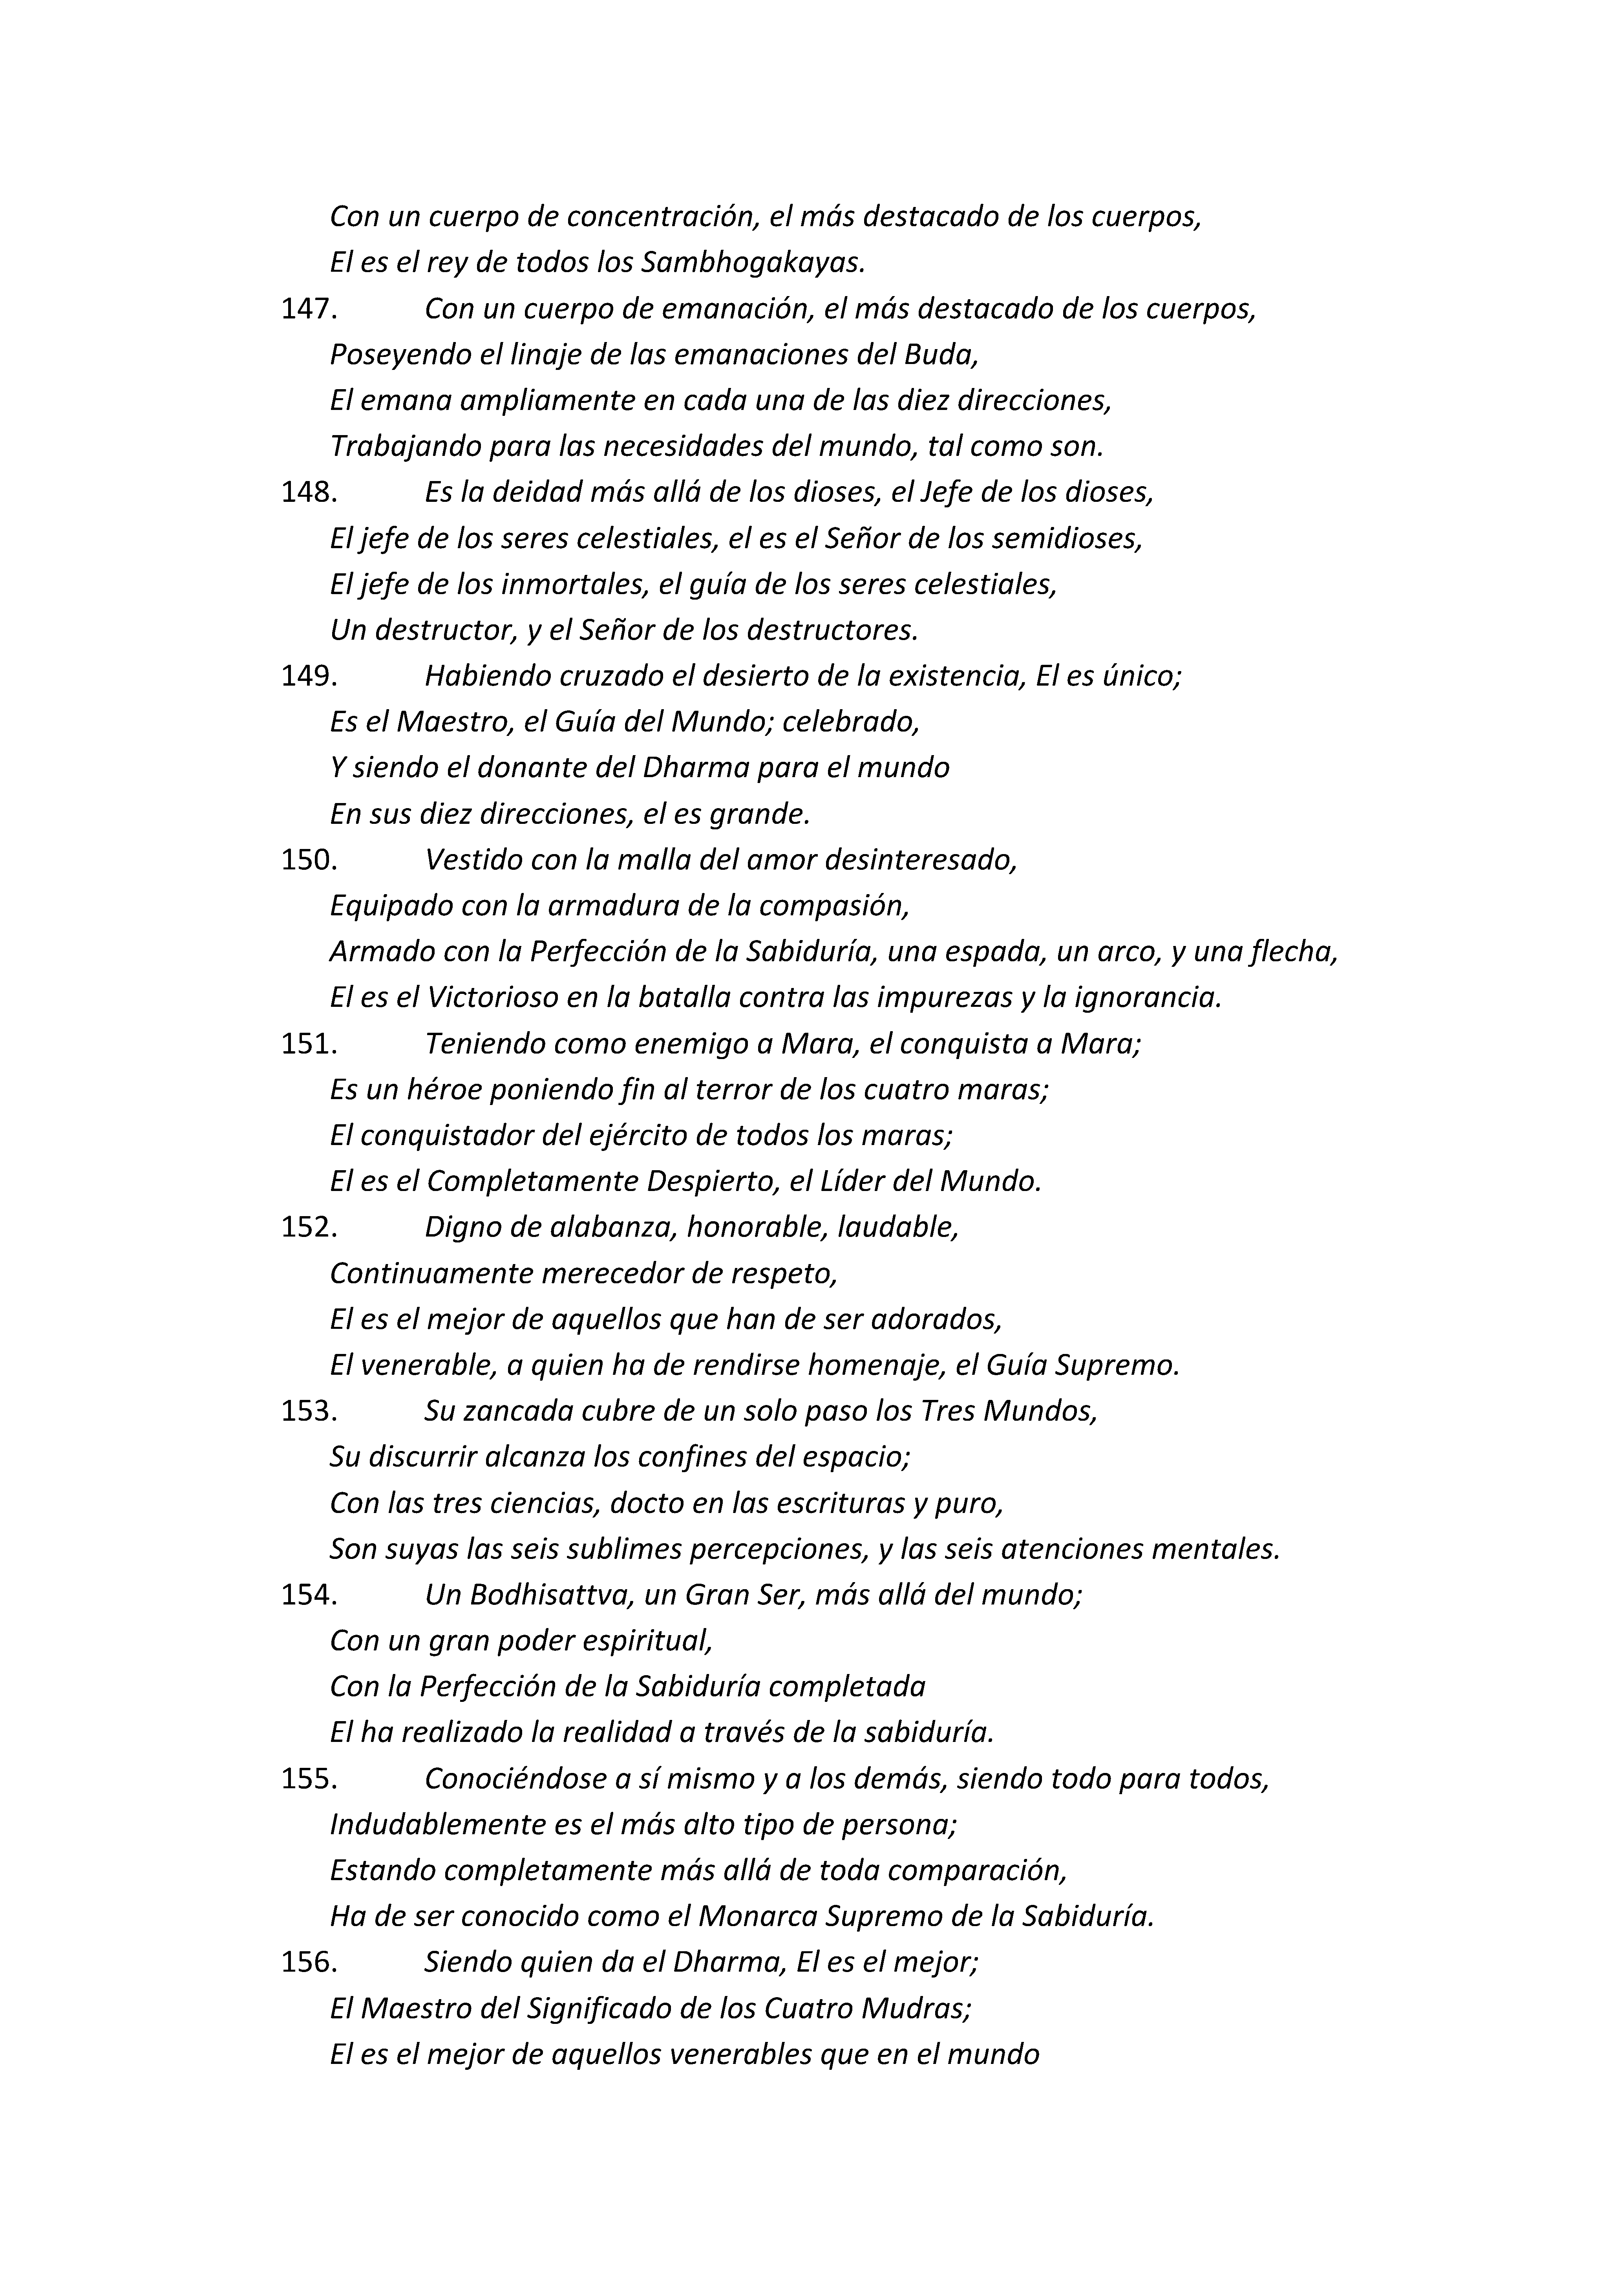 Con un cuerpo de concentración, el más destacado de los cuerpos,
El es el rey de todos los Sambhogakayas.
147. Con un cuerpo de emanación, el más destacado de los cuerpos,
Poseyendo el linaje de las emanaciones del Buda,
El emana ampliamente en cada una de las diez direcciones,
Trabajando para las necesidades del mundo, tal como son.
148. Es la deidad más allá de los dioses, el Jefe de los dioses,
El jefe de los seres celestiales, el es el Señor de los semidioses,
El jefe de los inmortales, el guía de los seres celestiales,
Un destructor, y el Señor de los destructores.
149. Habiendo cruzado el desierto de la existencia, El es único;
Es el Maestro, el Guía del Mundo; celebrado,
Y siendo el donante del Dharma para el mundo
En sus diez direcciones, el es grande.
150. Vestido con la malla del amor desinteresado,
Equipado con la armadura de la compasión,
Armado con la Perfección de la Sabiduría, una espada, un arco, y una flecha,
El es el Victorioso en la batalla contra las impurezas y la ignorancia.
151. Teniendo como enemigo a Mara, el conquista a Mara;
Es un héroe poniendo fin al terror de los cuatro maras;
El conquistador del ejército de todos los maras;
El es el Completamente Despierto, el Líder del Mundo.
152. Digno de alabanza, honorable, laudable,
Continuamente merecedor de respeto,
El es el mejor de aquellos que han de ser adorados,
El venerable, a quien ha de rendirse homenaje, el Guía Supremo.
153. Su zancada cubre de un solo paso los Tres Mundos,
Su discurrir alcanza los confines del espacio;
Con las tres ciencias, docto en las escrituras y puro,
Son suyas las seis sublimes percepciones, y las seis atenciones mentales.
154. Un Bodhisattva, un Gran Ser, más allá del mundo;
Con un gran poder espiritual,
Con la Perfección de la Sabiduría completada
El ha realizado la realidad a través de la sabiduría.
155. Conociéndose a sí mismo y a los demás, siendo todo para todos,
Indudablemente es el más alto tipo de persona;
Estando completamente más allá de toda comparación,
Ha de ser conocido como el Monarca Supremo de la Sabiduría.
156. Siendo quien da el Dharma, El es el mejor;
El Maestro del Significado de los Cuatro Mudras;
El es el mejor de aquellos venerables que en el mundo